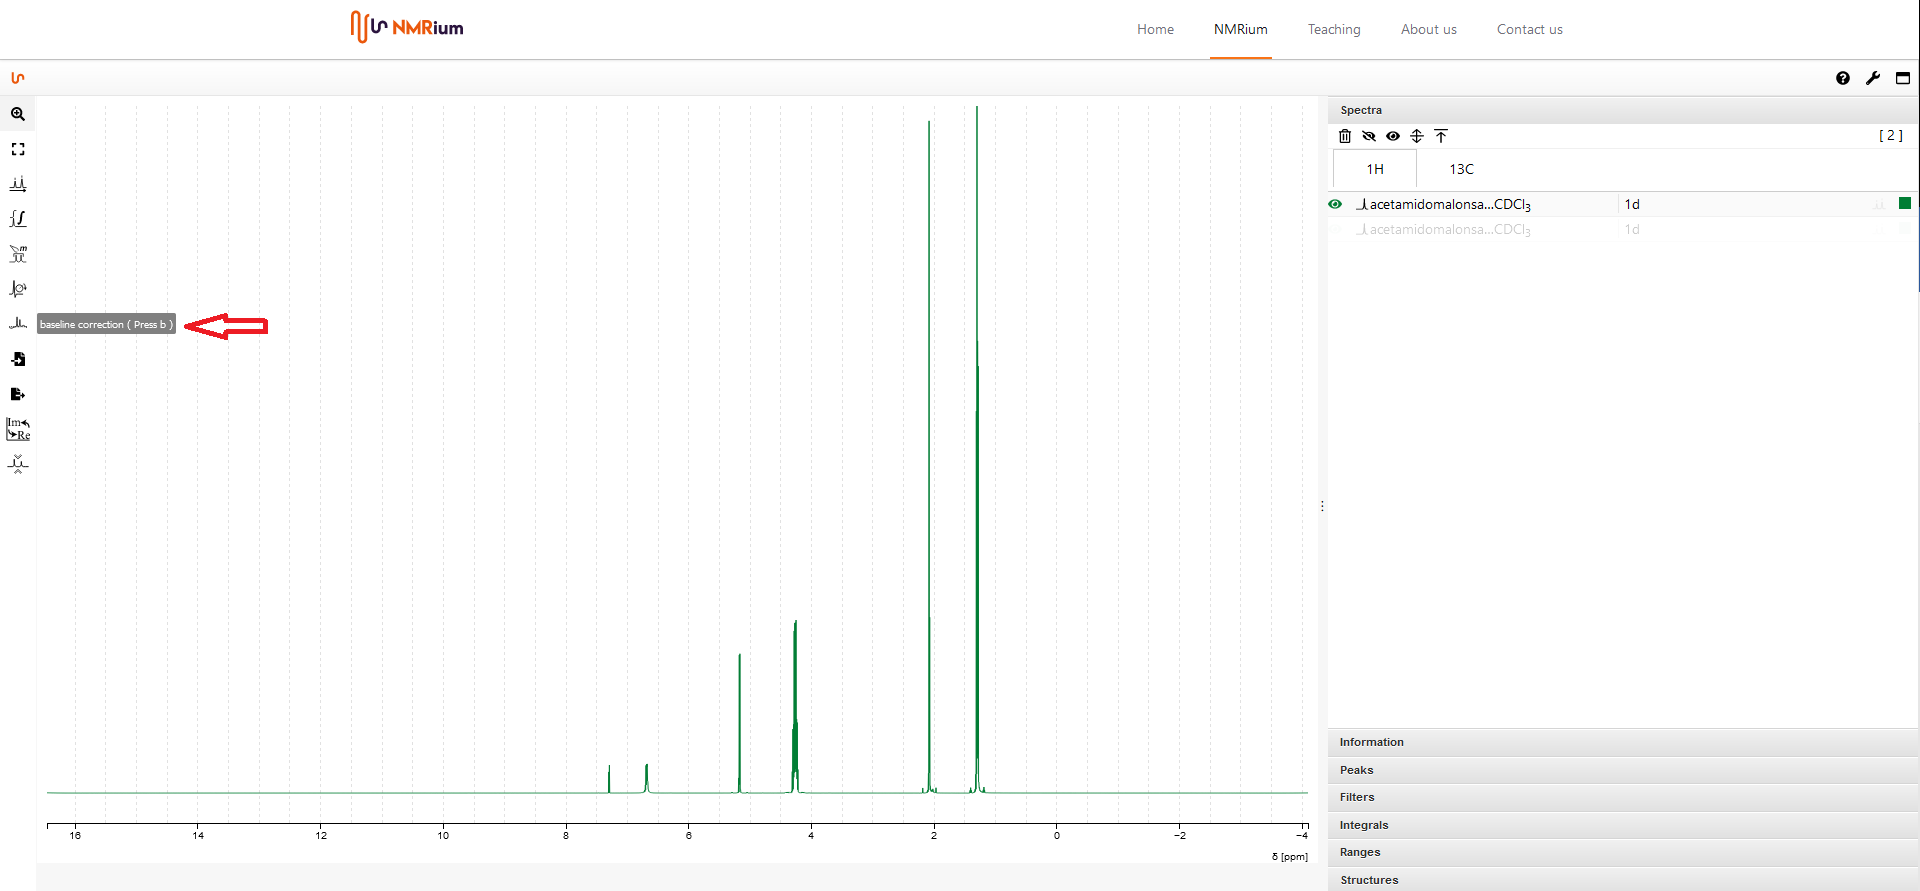 NMRium
Home
NMRium
Teaching
About us
Contact us
Spectra
[ 2 ]
1H
13C
acetamidomalonsa...CDCl3
1d
acetamidomalonsa...CDCl3
1d
m
baseline correction ( Press b )
Im
Re
16
14
12
10
8
6
4
2
0
−2
−4
δ [ppm]
Information
Peaks
Filters
Integrals
Ranges
Structures